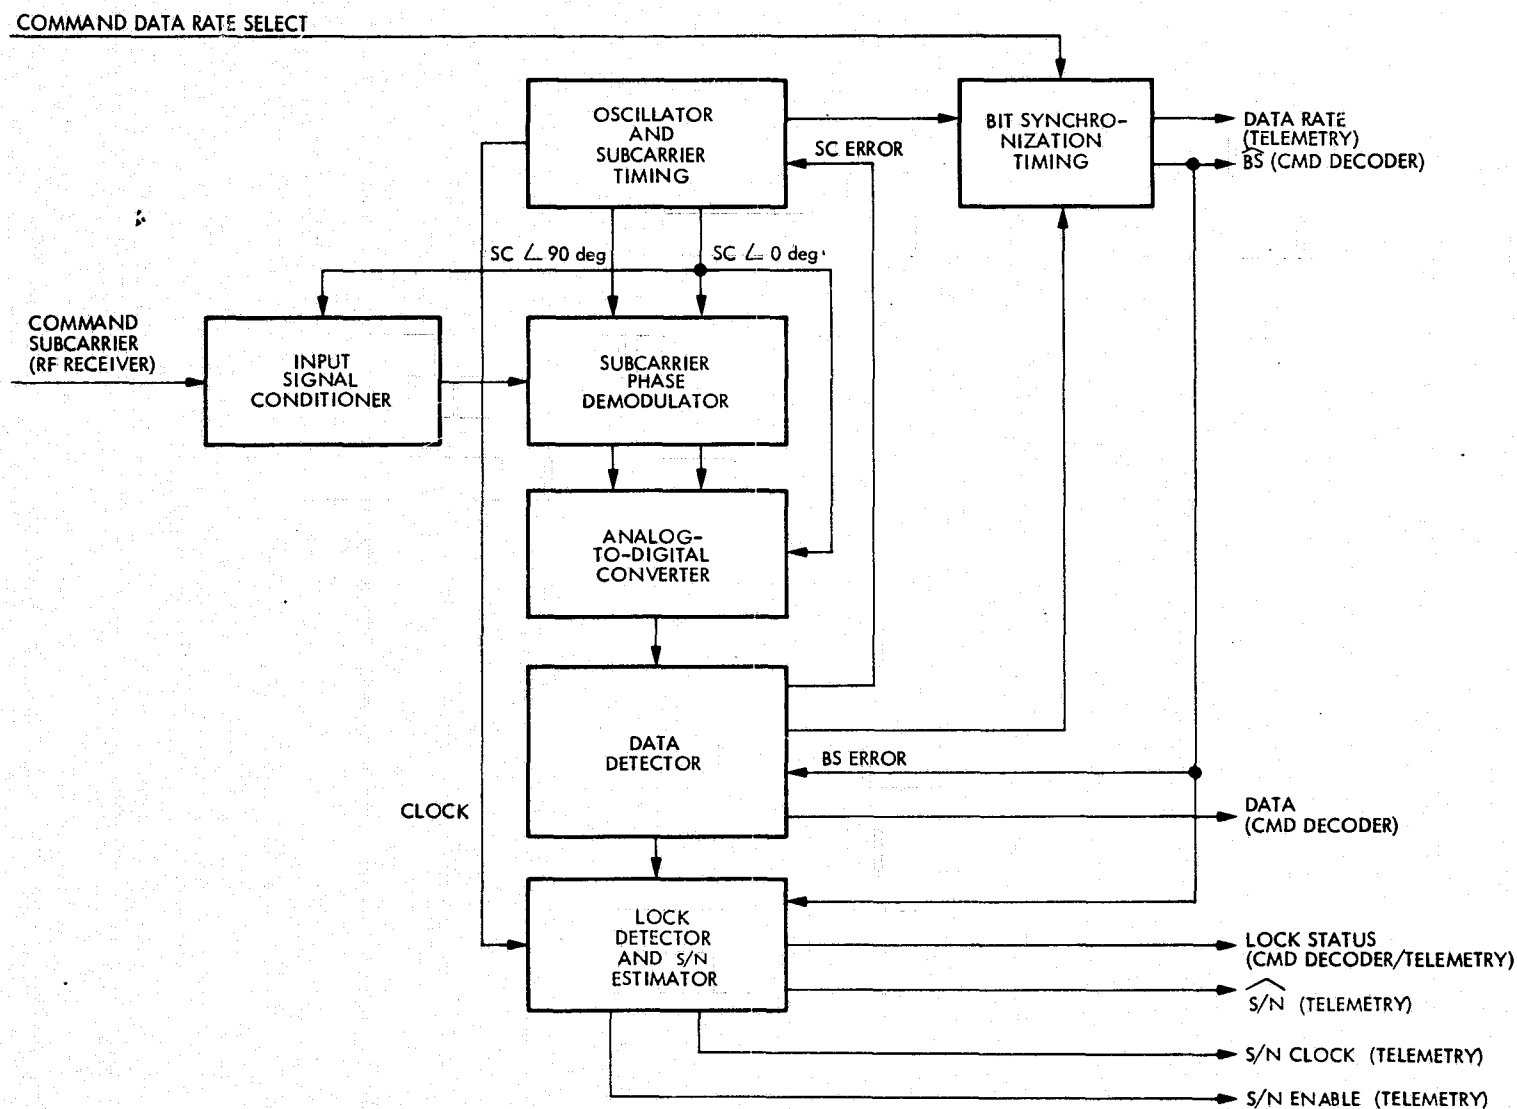 COMMAND DATA RATE SELECT
OSCILLATOR
AND
SUBCARRIER
TIMING
SC ERROR
BIT SYNCHRO-
NIZATION
TIMING
DATA RATE
(TELEMETRY)
B̂S (CMD DECODER)
SC ∠ 90 deg
SC ∠ 0 deg
COMMAND
SUBCARRIER
(RF RECEIVER)
INPUT
SIGNAL
CONDITIONER
SUBCARRIER
PHASE
DEMODULATOR
ANALOG-
TO-DIGITAL
CONVERTER
DATA
DETECTOR
BS ERROR
CLOCK
DATA
(CMD DECODER)
LOCK
DETECTOR
AND S/N
ESTIMATOR
LOCK STATUS
(CMD DECODER/TELEMETRY)
S/N̂ (TELEMETRY)
S/N CLOCK (TELEMETRY)
S/N ENABLE (TELEMETRY)